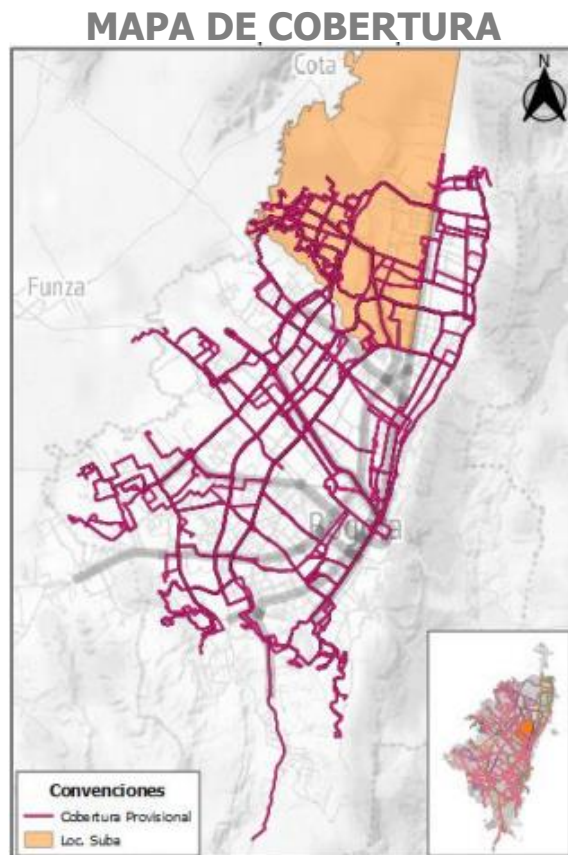 MAPA DE COBERTURA
Cota
N
Funza
Bogotá
Convenciones
Cobertura Provisional
Loc. Suba